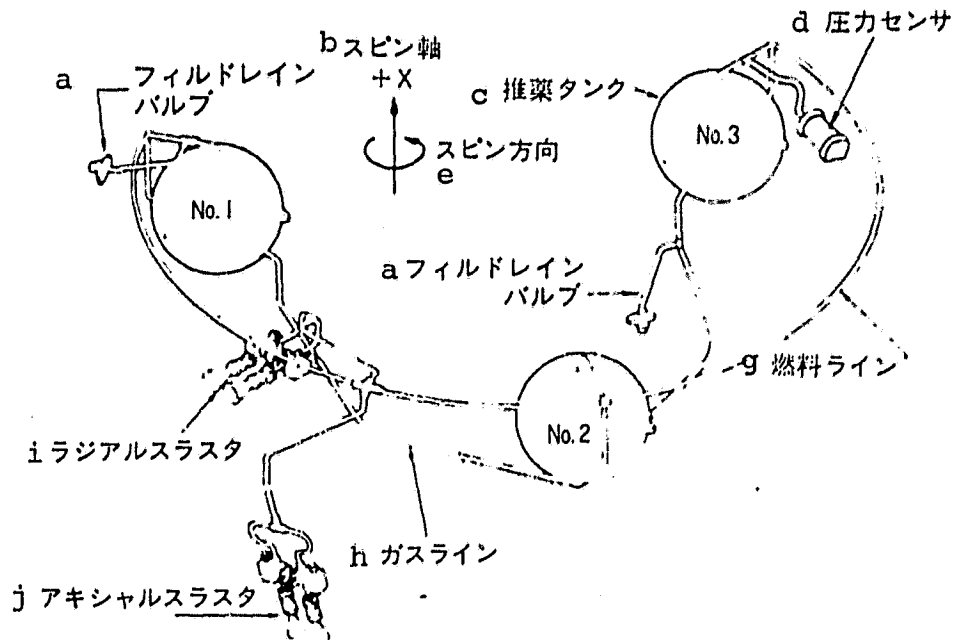 d 圧力センサ
b スピン軸
+X
a フィルドレイン
バルブ
c 推薬タンク
No.3
スピン方向
e
No.1
a フィルドレイン
バルブ
g 燃料ライン
No.2
i ラジアルスラスタ
h ガスライン
j アキシャルスラスタ